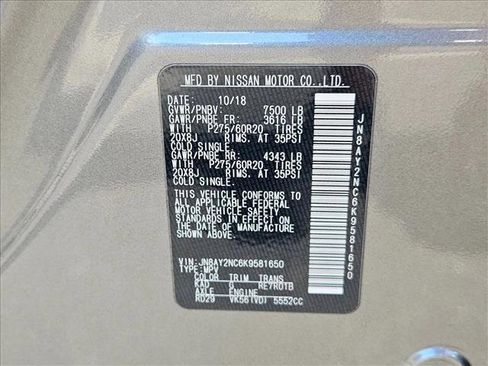 MFD BY NISSAN MOTOR CO.,LTD.
DATE: 10/18
GVWR/PNBV: 7500 LB
GAWR/PNBE FR: 3616 LB
WITH P275/60R20 TIRES
20X8J RIMS, AT 35PSI
COLD SINGLE.
GAWR/PNBE RR: 4343 LB
WITH P275/60R20 TIRES
20X8J RIMS, AT 35PSI
COLD SINGLE.
THIS VEHICLE CONFORMS TO
ALL APPLICABLE FEDERAL
MOTOR VEHICLE SAFETY
STANDARDS IN EFFECT ON
THE DATE OF MANUFACTURE
SHOWN ABOVE.
VIN: JN8AY2NC6K9581650
TYPE: MPV
COLOR TRIM TRANS
KAD G RE7R01B
AXLE ENGINE
RD29 VK56(VD) 5552CC
JN8AY2NC6K9581650